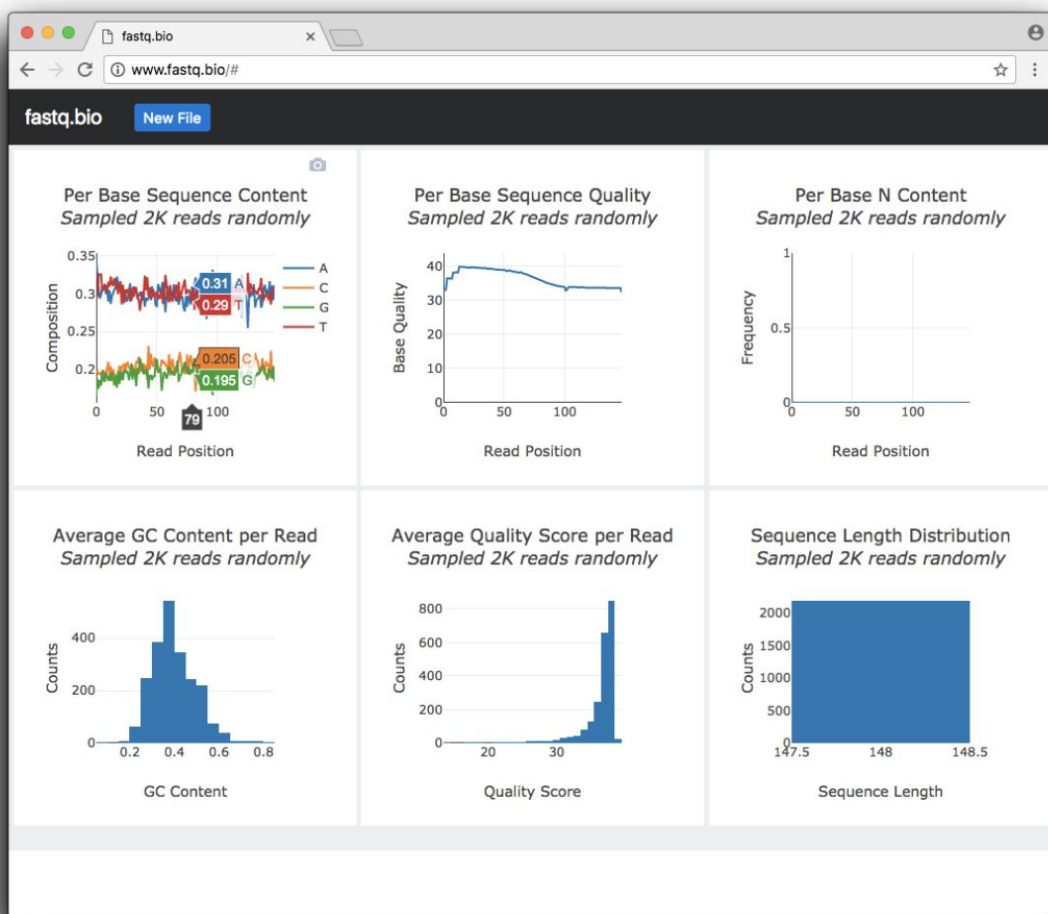 fastq.bio
www.fastq.bio/#
fastq.bio New File
Per Base Sequence Content
Sampled 2K reads randomly
0.35
0.3
0.25
0.2
Composition
0 50 100
79
Read Position
0.31 A
0.29 T
0.205 C
0.195 G
A
C
G
T
Per Base Sequence Quality
Sampled 2K reads randomly
40
30
20
10
0
Base Quality
0 50 100
Read Position
Per Base N Content
Sampled 2K reads randomly
1
0.5
0
Frequency
0 50 100
Read Position
Average GC Content per Read
Sampled 2K reads randomly
400
200
0
Counts
0.2 0.4 0.6 0.8
GC Content
Average Quality Score per Read
Sampled 2K reads randomly
800
600
400
200
0
Counts
20 30
Quality Score
Sequence Length Distribution
Sampled 2K reads randomly
2000
1500
1000
500
0
Counts
147.5 148 148.5
Sequence Length